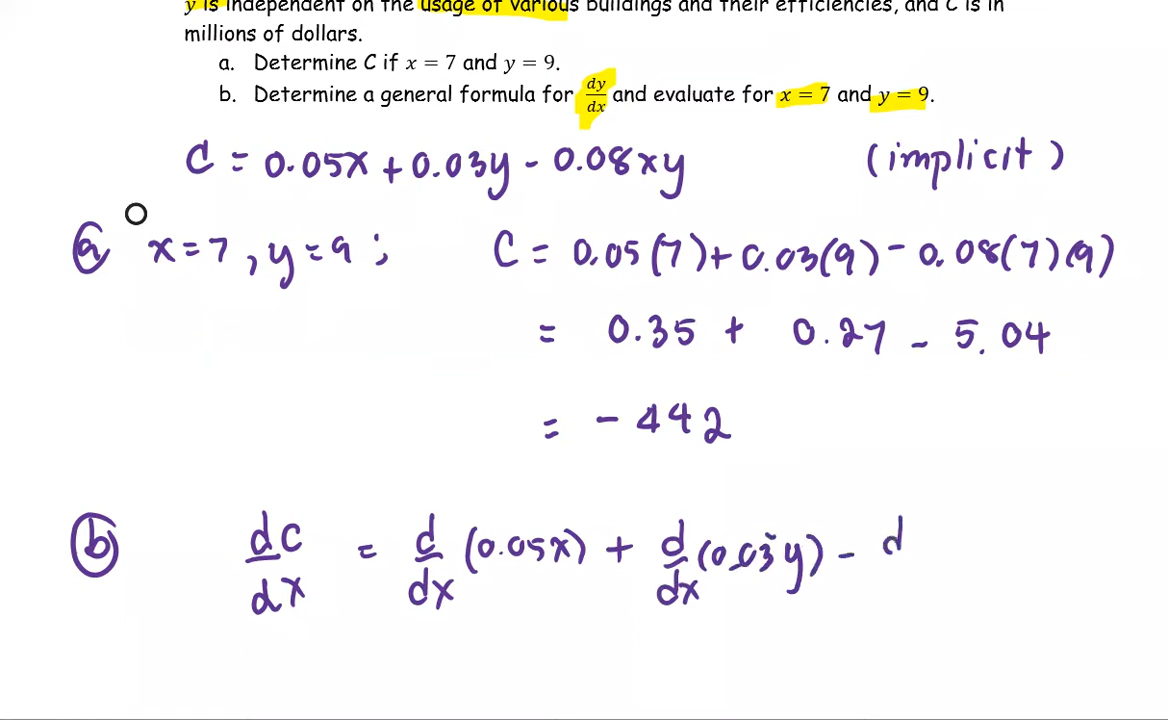 y is independent on the usage of various buildings and their efficiencies, and C is in
millions of dollars.
a. Determine C if x = 7 and y = 9.
b. Determine a general formula for dy/dx and evaluate for x = 7 and y = 9.
C = 0.05x + 0.03y - 0.08xy (implicit)
ⓐ x = 7, y = 9 ; C = 0.05(7) + 0.03(9) - 0.08(7)(9)
= 0.35 + 0.27 - 5.04
= -442
ⓑ dC/dx = d/dx (0.05x) + d/dx (0.03y) - d